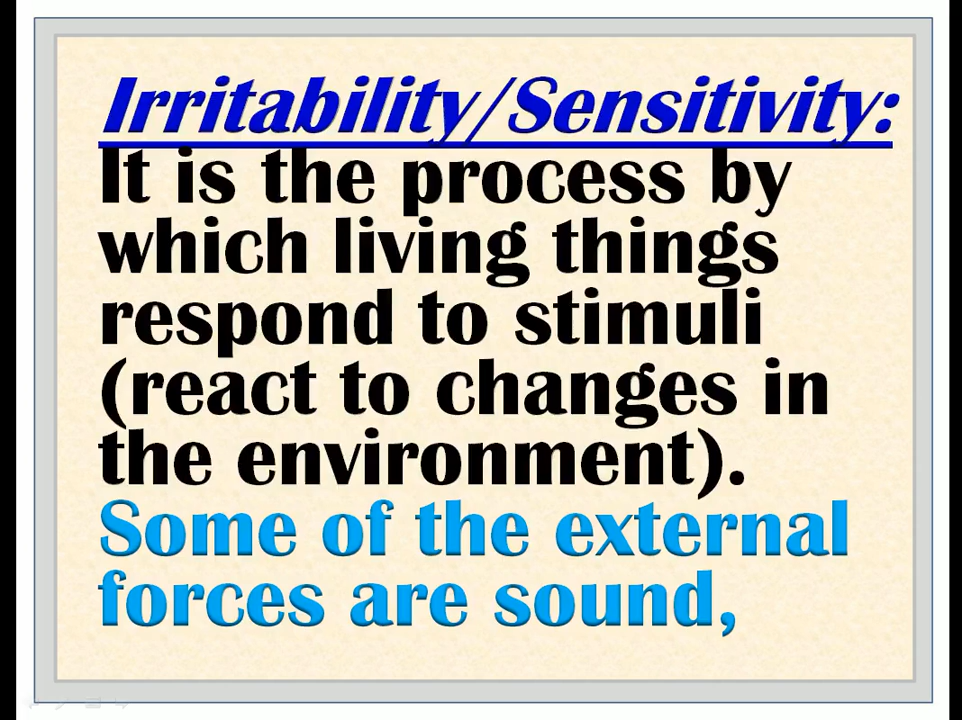 Irritability/Sensitivity:
It is the process by
which living things
respond to stimuli
(react to changes in
the environment).
Some of the external
forces are sound,